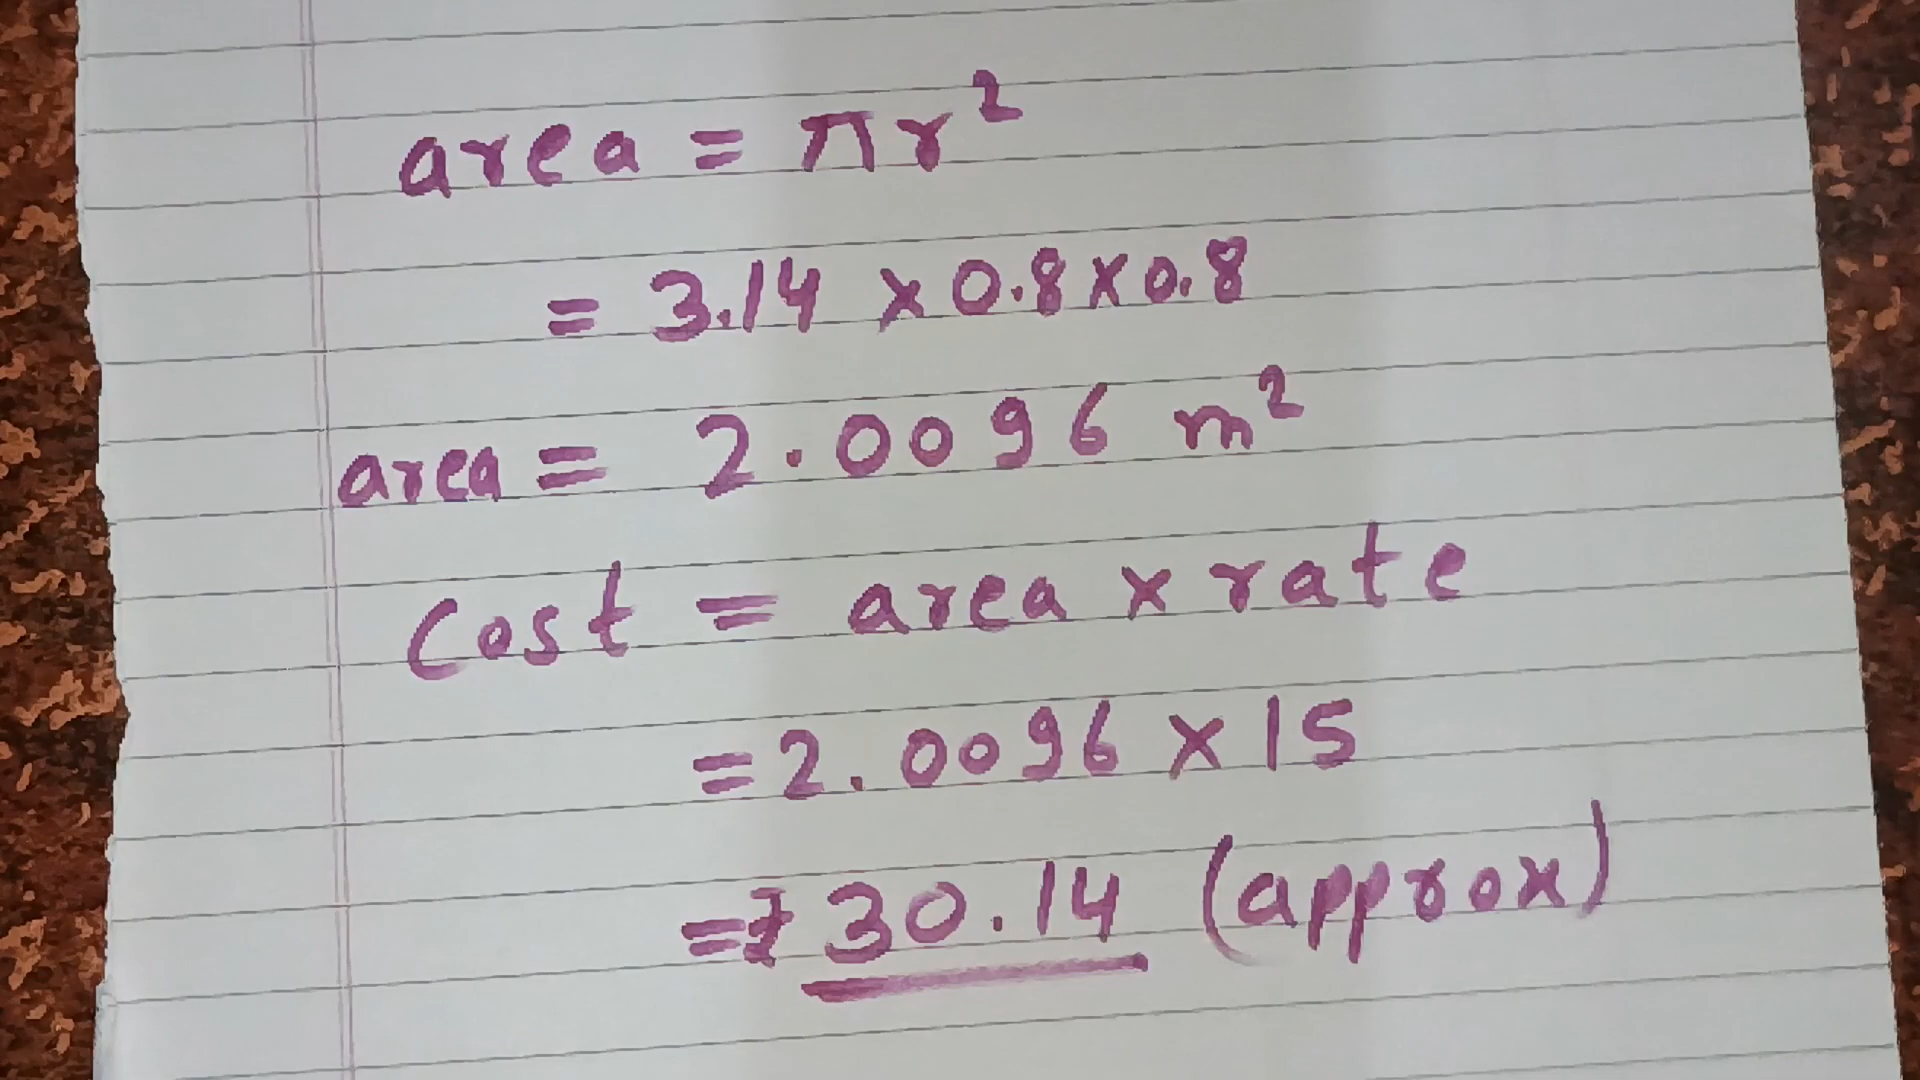 area = πr²
= 3.14 × 0.8 × 0.8
area = 2.0096 m²
Cost = area × rate
= 2.0096 × 15
= ₹ 30.14 (approx)